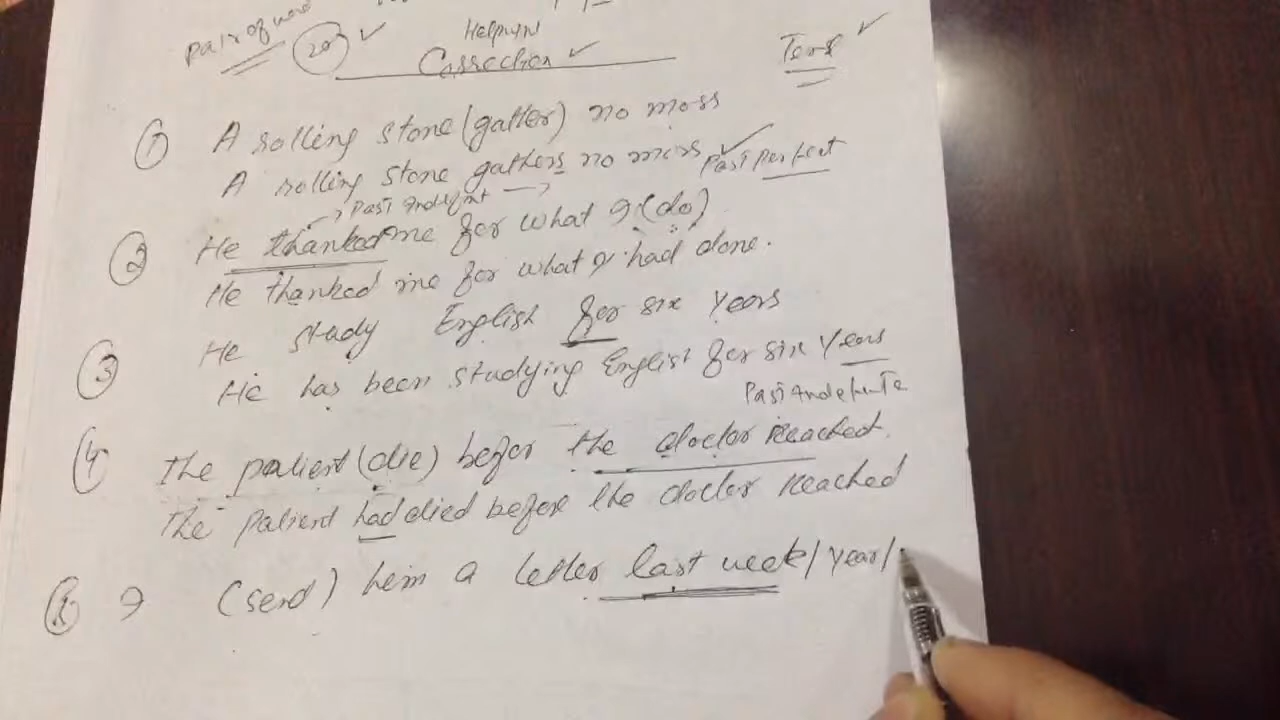 Pair of word
20
Helping
Correction
Tense
① A rolling stone (gather) no moss
A rolling stone gathers no moss
Past perfect
Past Indefinit
② He thanked me for what I (do)
He thanked me for what I had done.
③ He study English for six years
He has been studying English for six years
Past Indefinite
④ The patient (die) befor the doctor reached.
The patient had died before the doctor reached
I (send) him a letter last week/year/